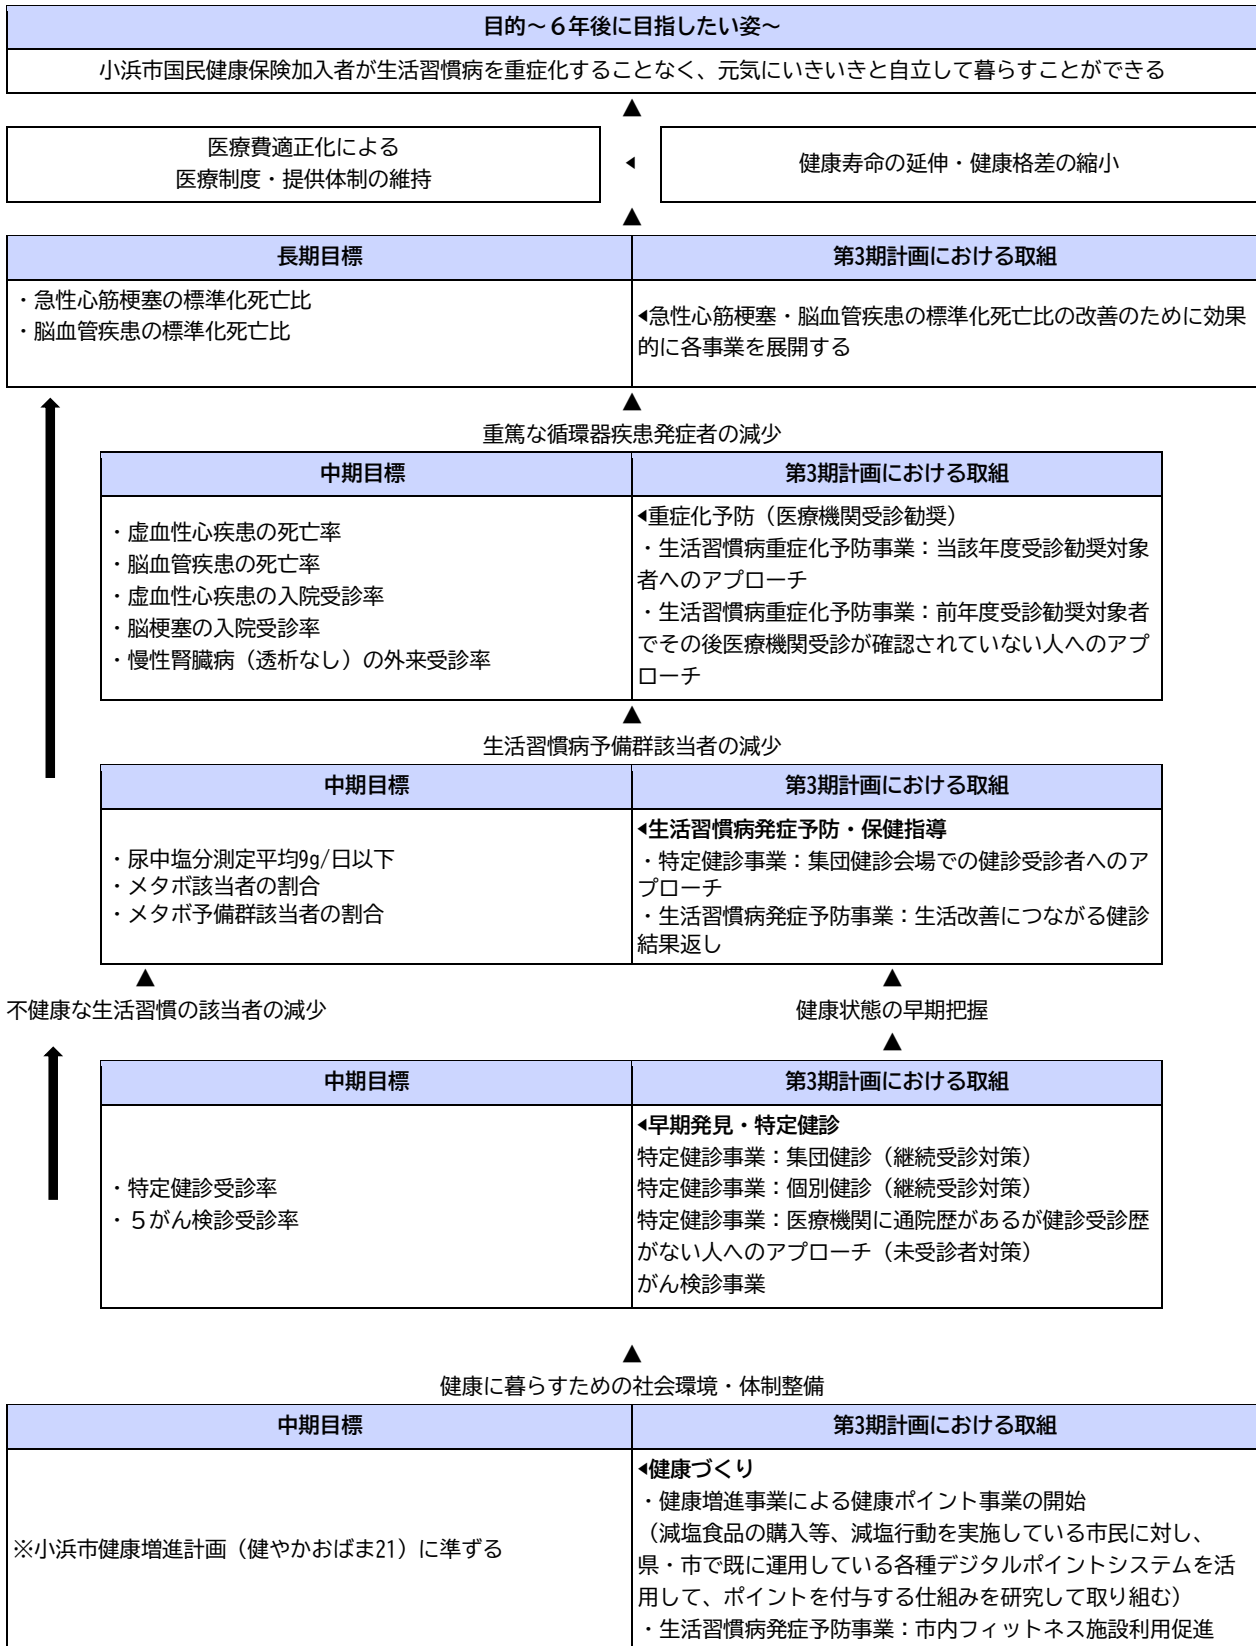 目的～６年後に目指したい姿～
小浜市国民健康保険加入者が生活習慣病を重症化することなく、元気にいきいきと自立して暮らすことができる
▲
医療費適正化による
医療制度・提供体制の維持
◀
健康寿命の延伸・健康格差の縮小
▲
長期目標
第3期計画における取組
・急性心筋梗塞の標準化死亡比
・脳血管疾患の標準化死亡比
◀急性心筋梗塞・脳血管疾患の標準化死亡比の改善のために効果
的に各事業を展開する
▲
重篤な循環器疾患発症者の減少
中期目標
第3期計画における取組
・虚血性心疾患の死亡率
・脳血管疾患の死亡率
・虚血性心疾患の入院受診率
・脳梗塞の入院受診率
・慢性腎臓病（透析なし）の外来受診率
◀重症化予防（医療機関受診勧奨）
・生活習慣病重症化予防事業：当該年度受診勧奨対象
者へのアプローチ
・生活習慣病重症化予防事業：前年度受診勧奨対象者
でその後医療機関受診が確認されていない人へのアプ
ローチ
▲
生活習慣病予備群該当者の減少
中期目標
第3期計画における取組
・尿中塩分測定平均9g/日以下
・メタボ該当者の割合
・メタボ予備群該当者の割合
◀生活習慣病発症予防・保健指導
・特定健診事業：集団健診会場での健診受診者へのア
プローチ
・生活習慣病発症予防事業：生活改善につながる健診
結果返し
▲
▲
不健康な生活習慣の該当者の減少
健康状態の早期把握
▲
中期目標
第3期計画における取組
・特定健診受診率
・５がん検診受診率
◀早期発見・特定健診
特定健診事業：集団健診（継続受診対策）
特定健診事業：個別健診（継続受診対策）
特定健診事業：医療機関に通院歴があるが健診受診歴
がない人へのアプローチ（未受診者対策）
がん検診事業
▲
健康に暮らすための社会環境・体制整備
中期目標
第3期計画における取組
※小浜市健康増進計画（健やかおばま21）に準ずる
◀健康づくり
・健康増進事業による健康ポイント事業の開始
（減塩食品の購入等、減塩行動を実施している市民に対し、
県・市で既に運用している各種デジタルポイントシステムを活
用して、ポイントを付与する仕組みを研究して取り組む）
・生活習慣病発症予防事業：市内フィットネス施設利用促進